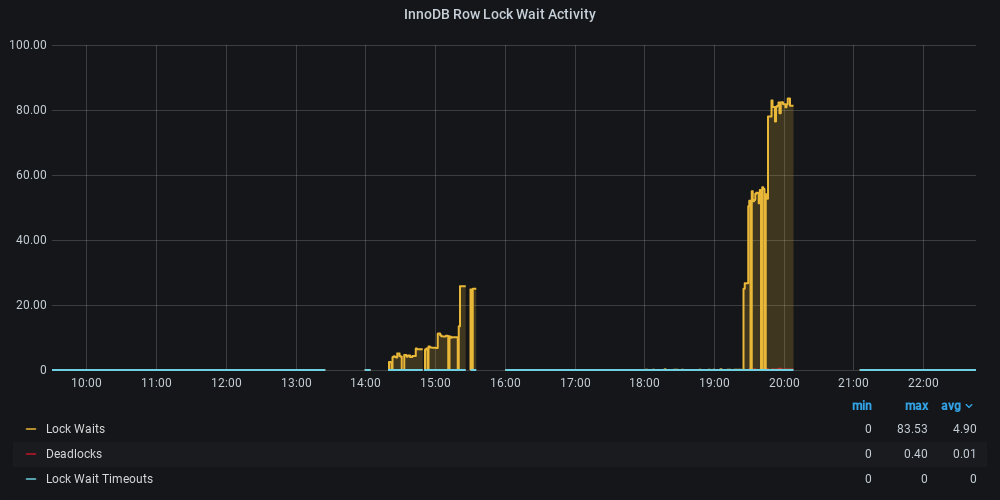 InnoDB Row Lock Wait Activity
100.00
80.00
60.00
40.00
20.00
0
10:00 11:00 12:00 13:00 14:00 15:00 16:00 17:00 18:00 19:00 20:00 21:00 22:00
min max avg
Lock Waits 0 83.53 4.90
Deadlocks 0 0.40 0.01
Lock Wait Timeouts 0 0 0